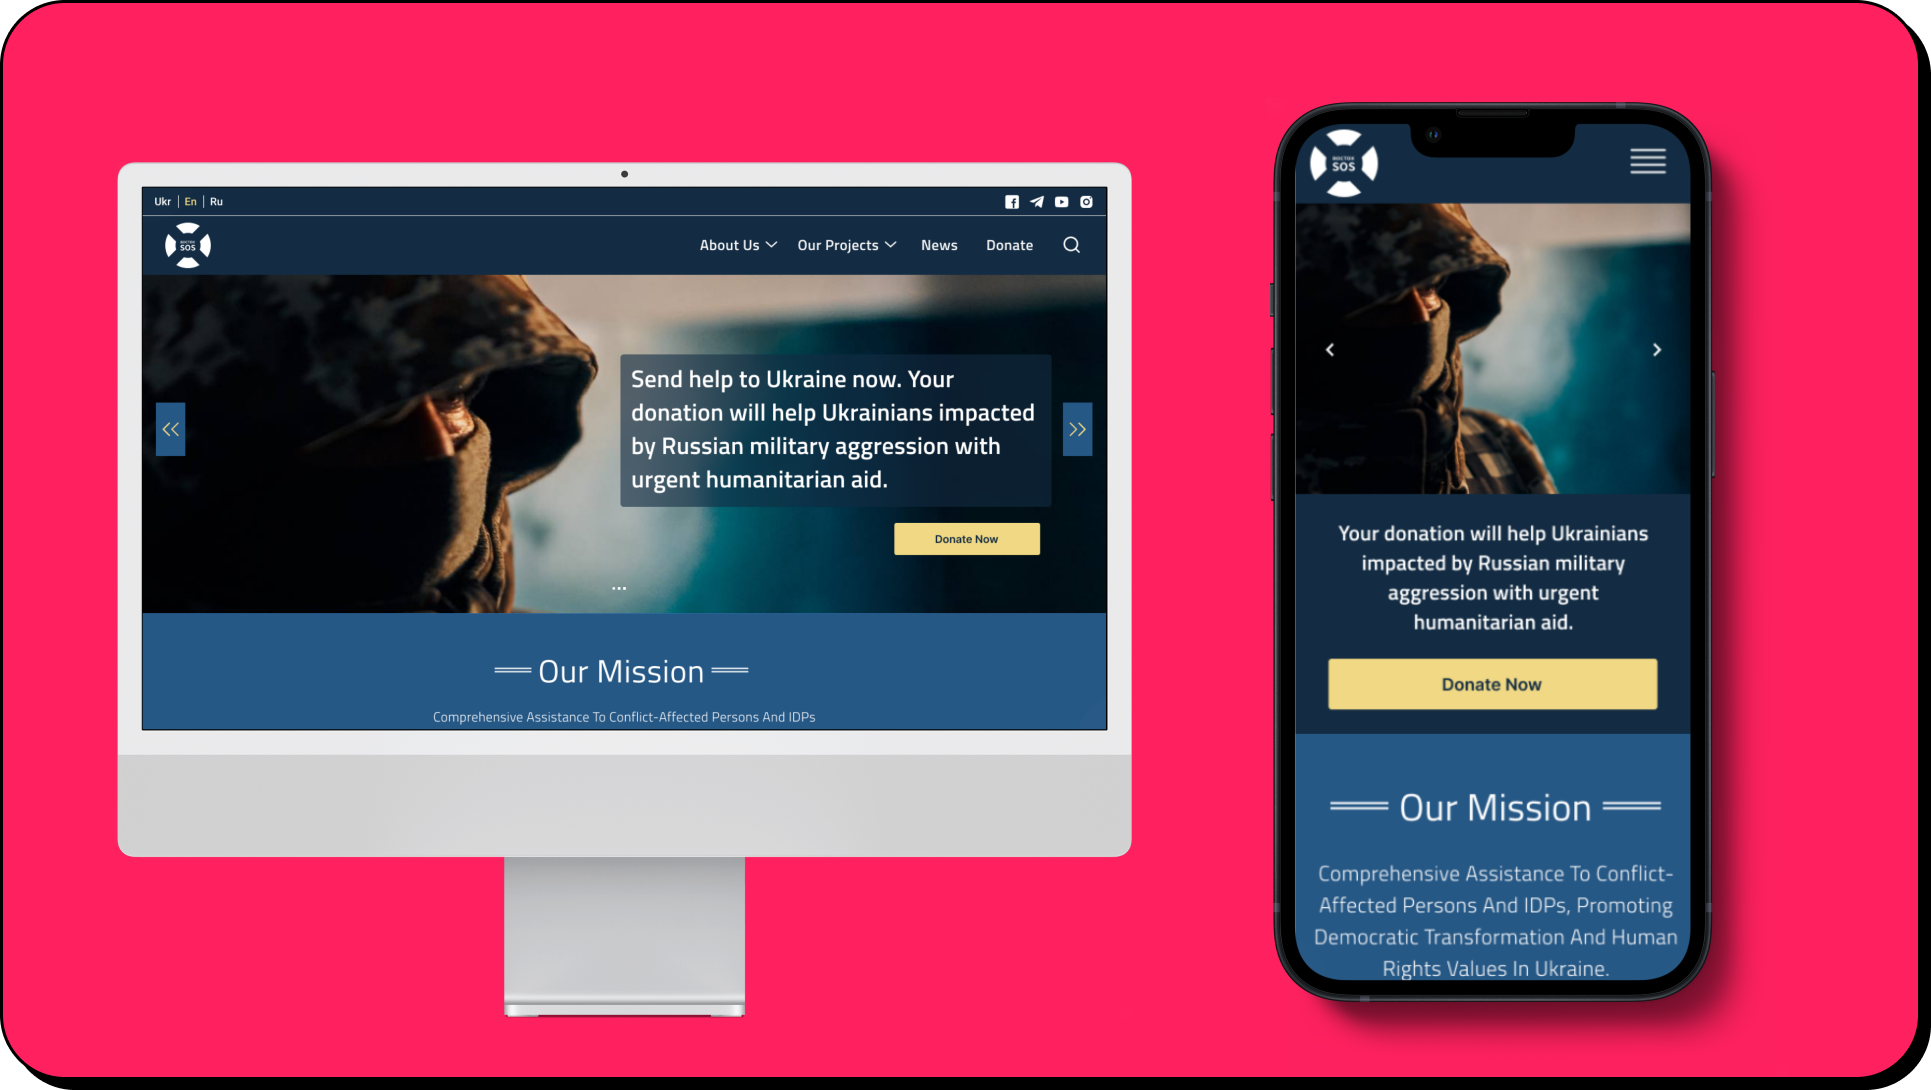 Ukr | En | Ru
DOCTOR
SOS
About Us
Our Projects
News
Donate
Send help to Ukraine now. Your
donation will help Ukrainians impacted
by Russian military aggression with
urgent humanitarian aid.
Donate Now
Our Mission
Comprehensive Assistance To Conflict-Affected Persons And IDPs
DOCTOR
SOS
Your donation will help Ukrainians
impacted by Russian military
aggression with urgent
humanitarian aid.
Donate Now
Our Mission
Comprehensive Assistance To Conflict-
Affected Persons And IDPs, Promoting
Democratic Transformation And Human
Rights Values In Ukraine.